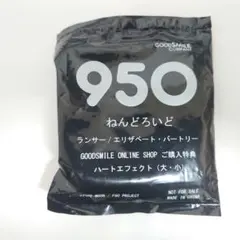 GOODSMILE
COMPANY
950
ねんどろいど
ランサー/エリザベート・バートリー
GOODSMILE ONLINE SHOP ご購入特典
ハートエフェクト(大・小)
NOT FOR SALE
MADE IN CHINA
/ FGO PROJECT